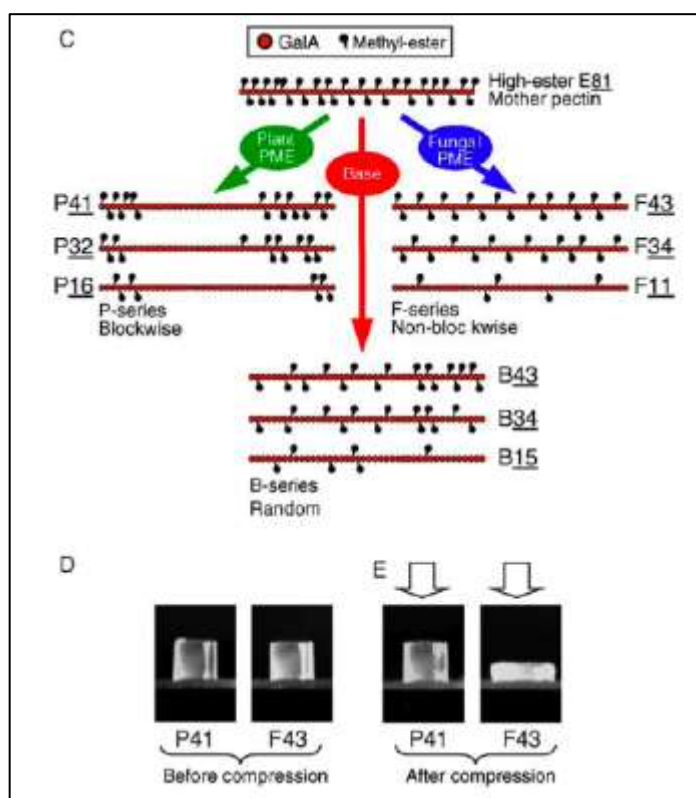 C
GalA Methyl-ester
High-ester E81
Mother pectin
Plant
PME
Base
Fungal
PME
P41
P32
P16
P-series
Blockwise
F43
F34
F11
F-series
Non-bloc kwise
B43
B34
B15
B-series
Random
D
E
P41 F43
Before compression
P41 F43
After compression